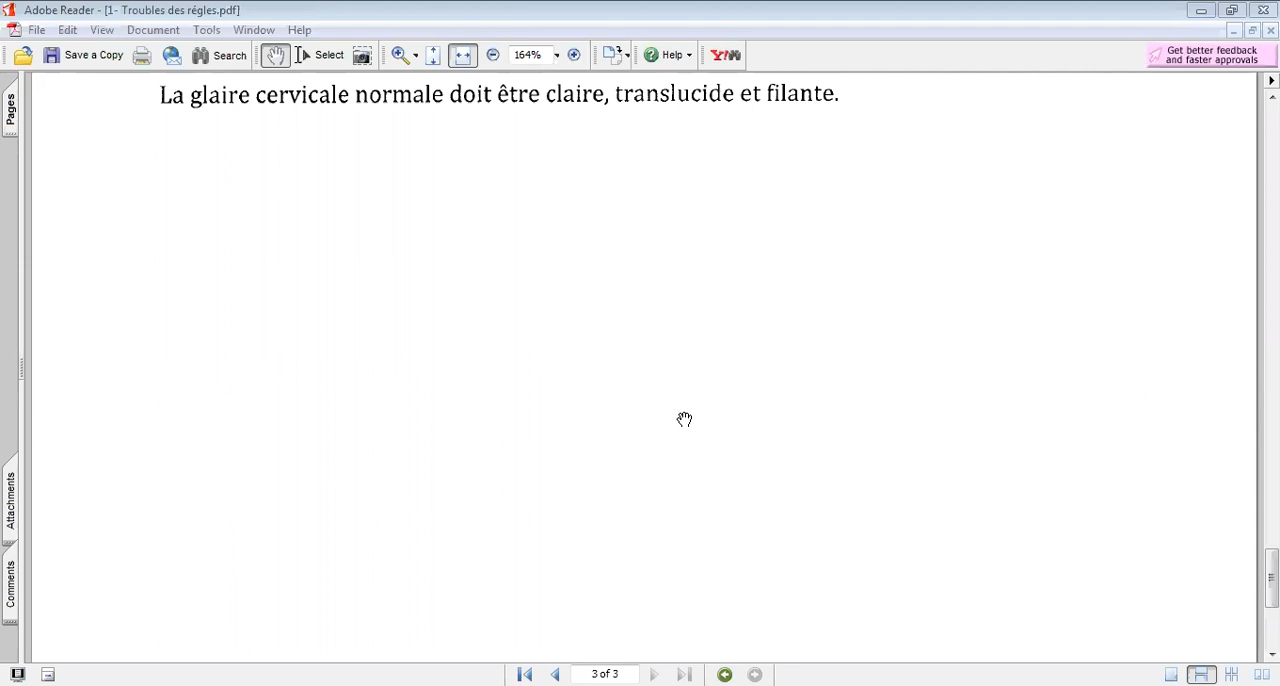 Adobe Reader - [1- Troubles des régles.pdf]
File Edit View Document Tools Window Help
Save a Copy Search Select 164% Help Y! Get better feedback and faster approvals
Pages
La glaire cervicale normale doit être claire, translucide et filante.
Attachments
Comments
3 of 3